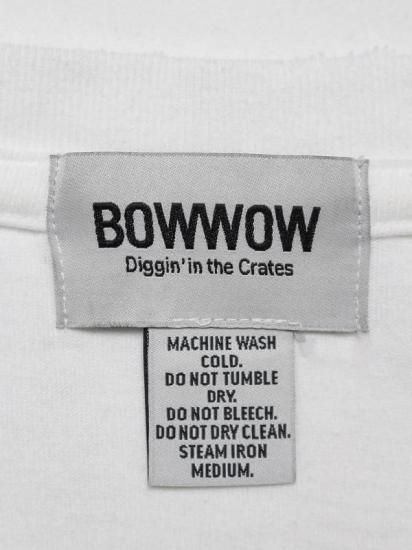 BOWWOW
Diggin' in the Crates
MACHINE WASH
COLD.
DO NOT TUMBLE
DRY.
DO NOT BLEECH.
DO NOT DRY CLEAN.
STEAM IRON
MEDIUM.